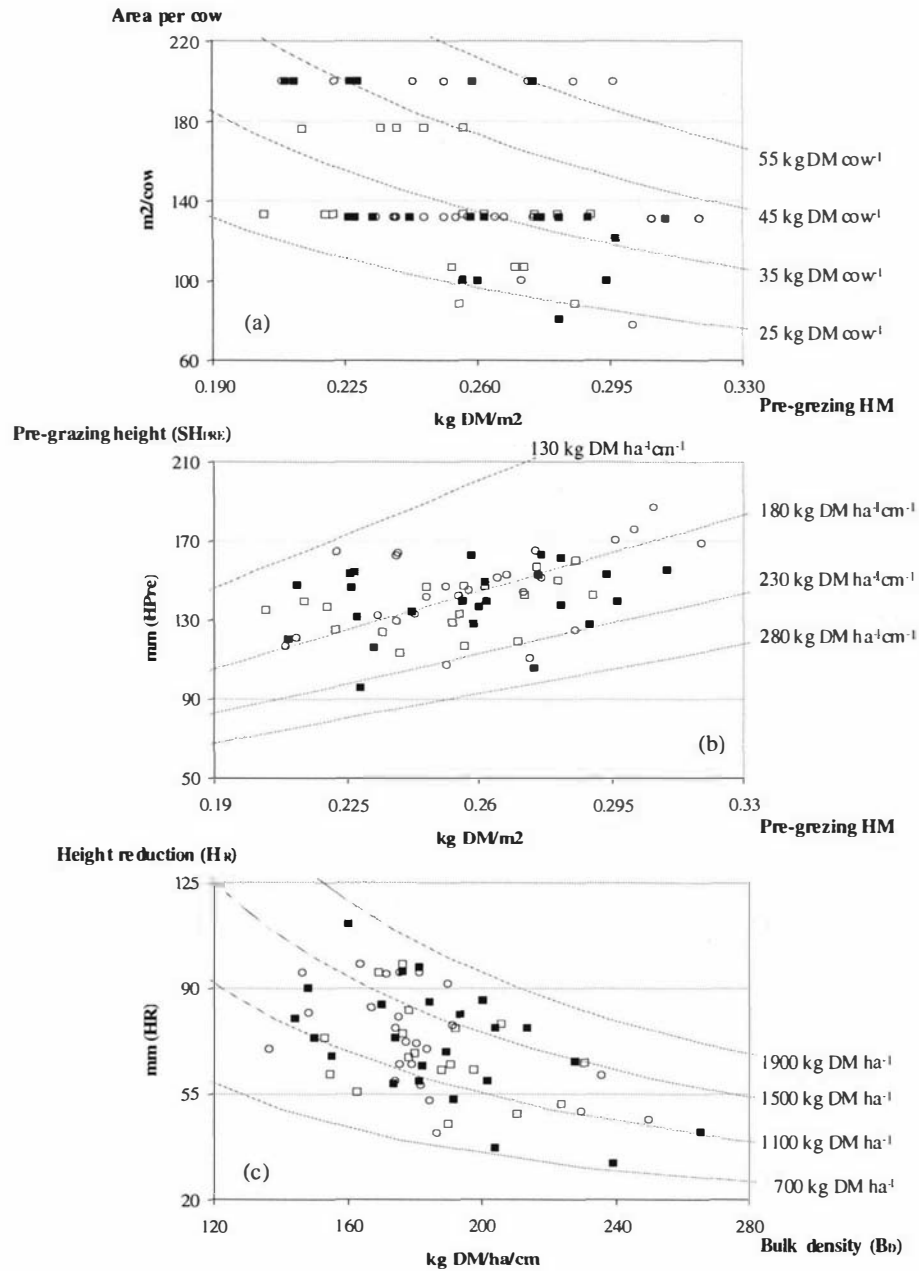 Area per cow
220
180
140
100
60
m2/cow
(a)
55 kg DM cow-1
45 kg DM cow-1
35 kg DM cow-1
25 kg DM cow-1
0.190 0.225 0.260 0.295 0.330
kg DM/m2
Pre-grezing HM
Pre-grazing height (SHPRE)
130 kg DM ha-1cm-1
210
170
130
90
50
mm (HPre)
180 kg DM ha-1cm-1
230 kg DM ha-1cm-1
280 kg DM ha-1cm-1
(b)
0.19 0.225 0.26 0.295 0.33
kg DM/m2
Pre-grezing HM
Height reduction (HR)
125
90
55
20
mm (HR)
(c)
1900 kg DM ha-1
1500 kg DM ha-1
1100 kg DM ha-1
700 kg DM ha-1
120 160 200 240 280
kg DM/ha/cm
Bulk density (BD)